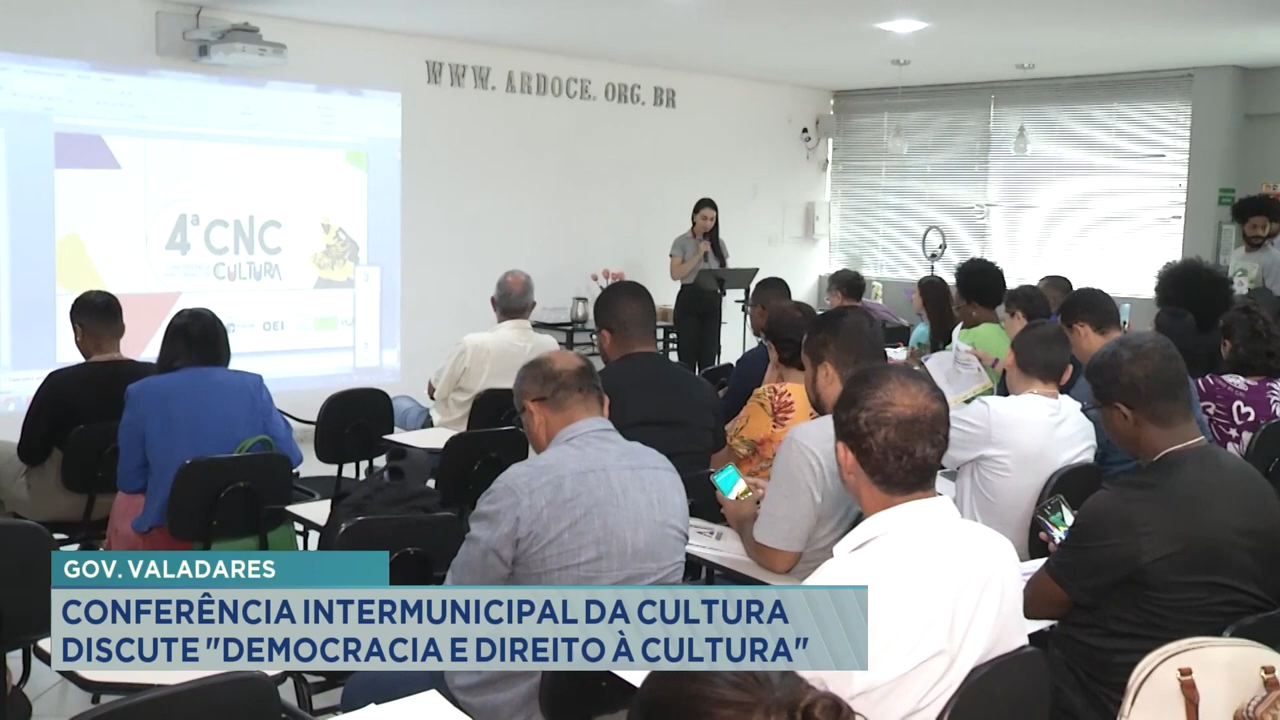 WWW. ARDOCE. ORG. BR
4ª CNC
CULTURA
OEI
GOV. VALADARES
CONFERÊNCIA INTERMUNICIPAL DA CULTURA
DISCUTE "DEMOCRACIA E DIREITO À CULTURA"